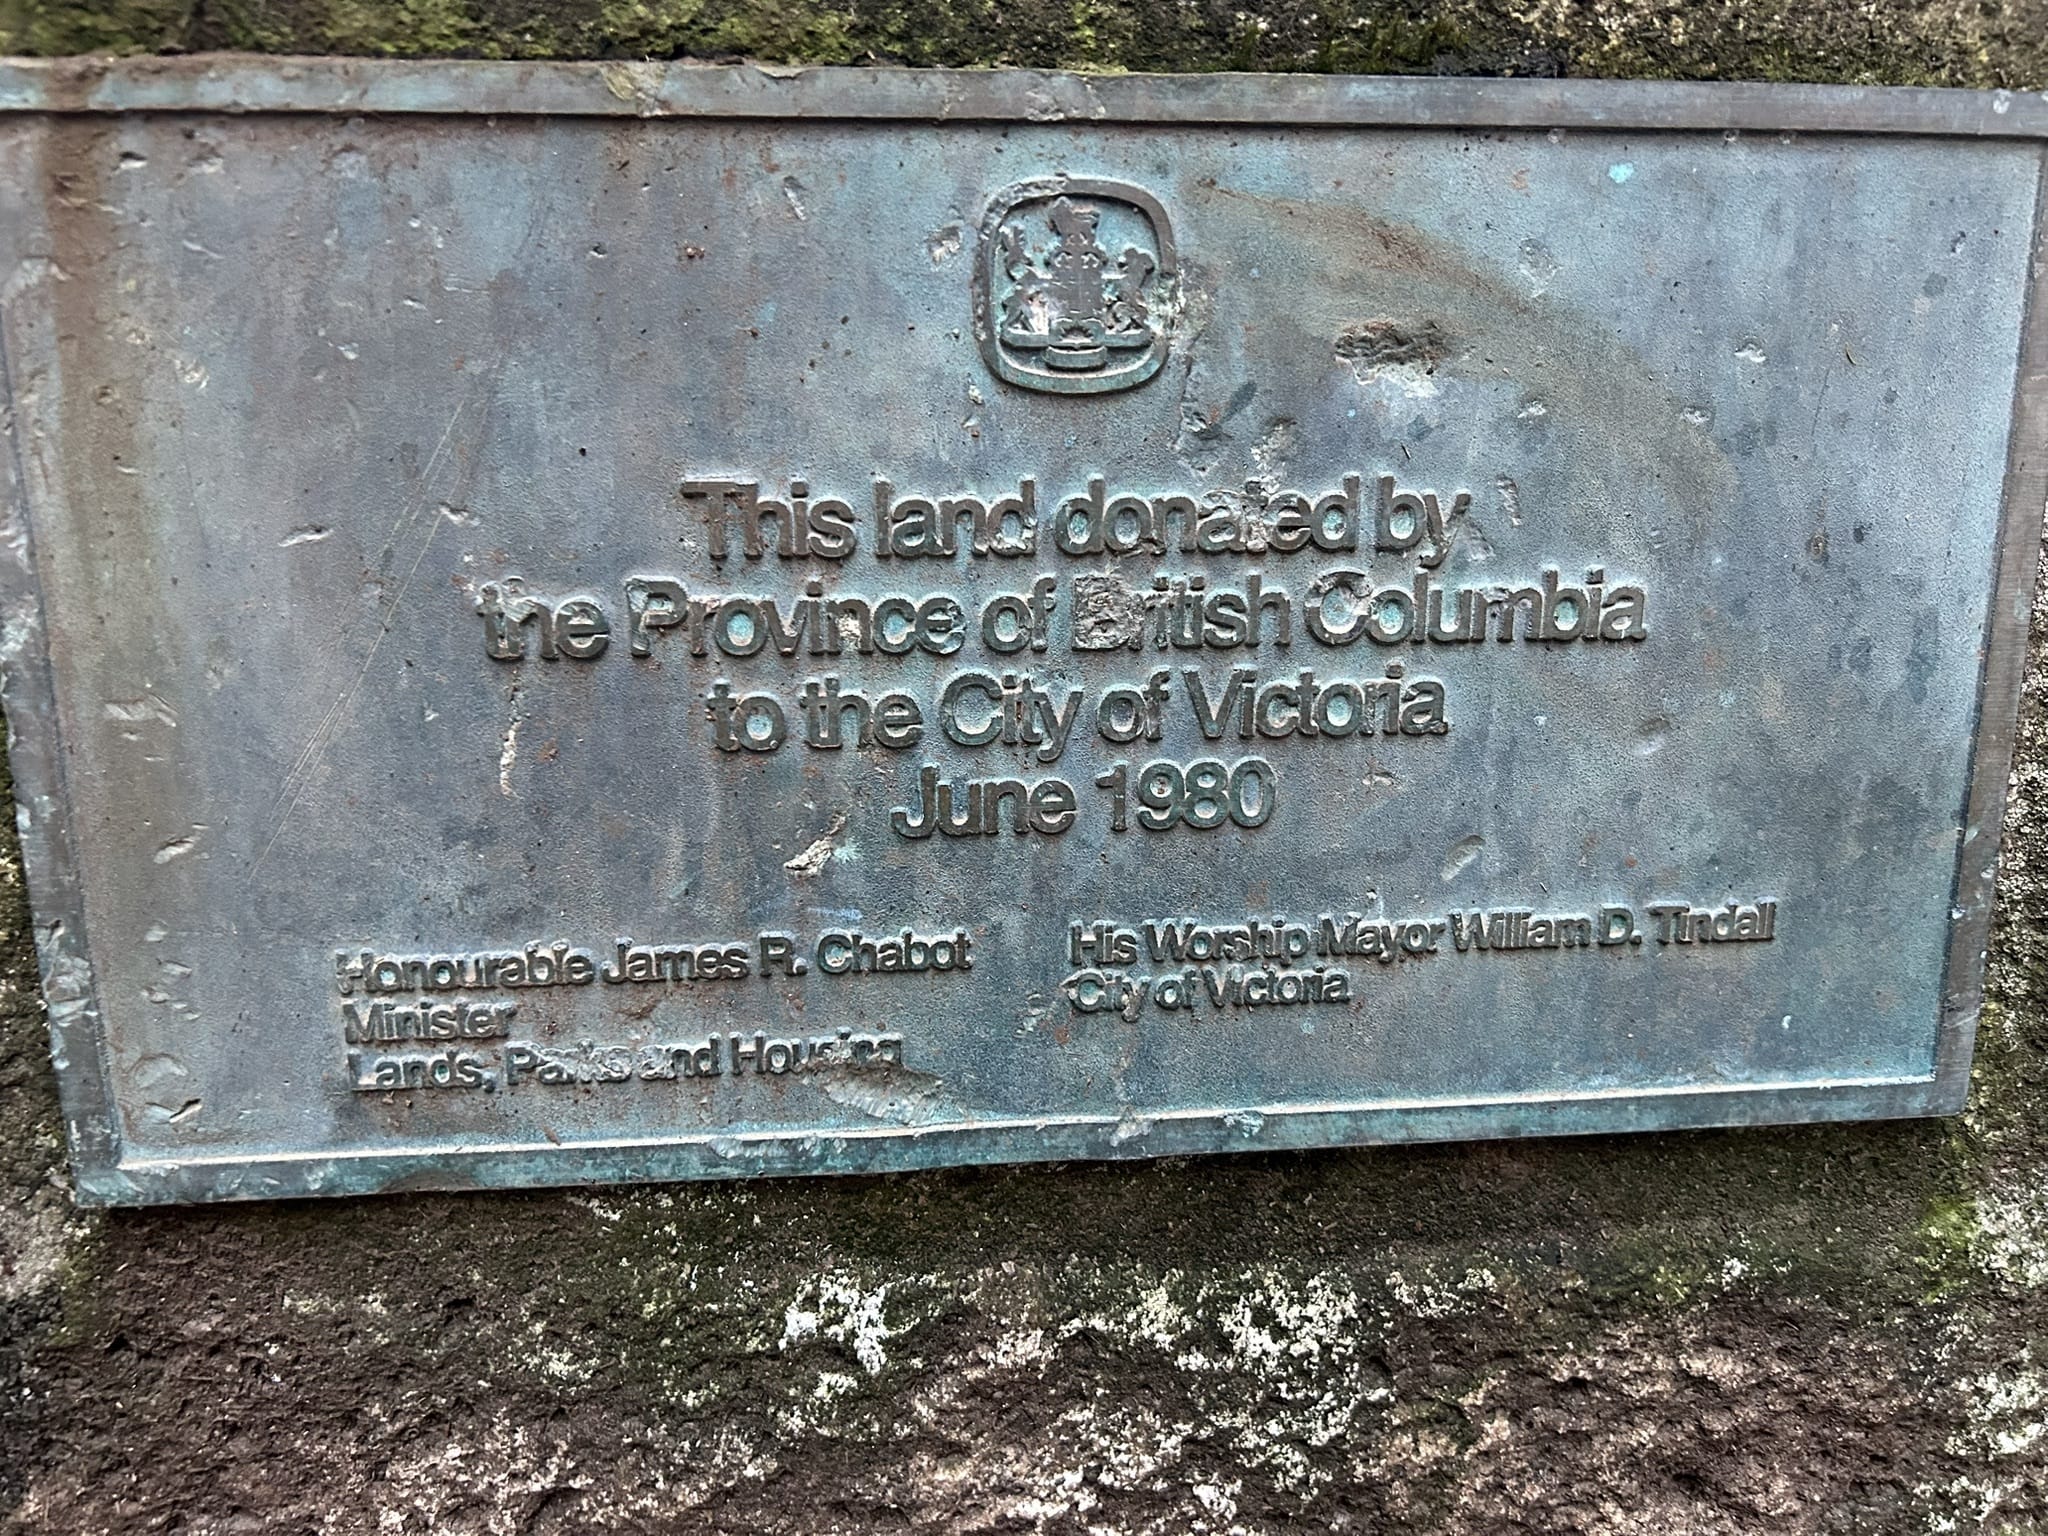 This land donated by
the Province of British Columbia
to the City of Victoria
June 1980
Honourable James R. Chabot
Minister
Lands, Parks and Housing
His Worship Mayor William D. Tindall
City of Victoria